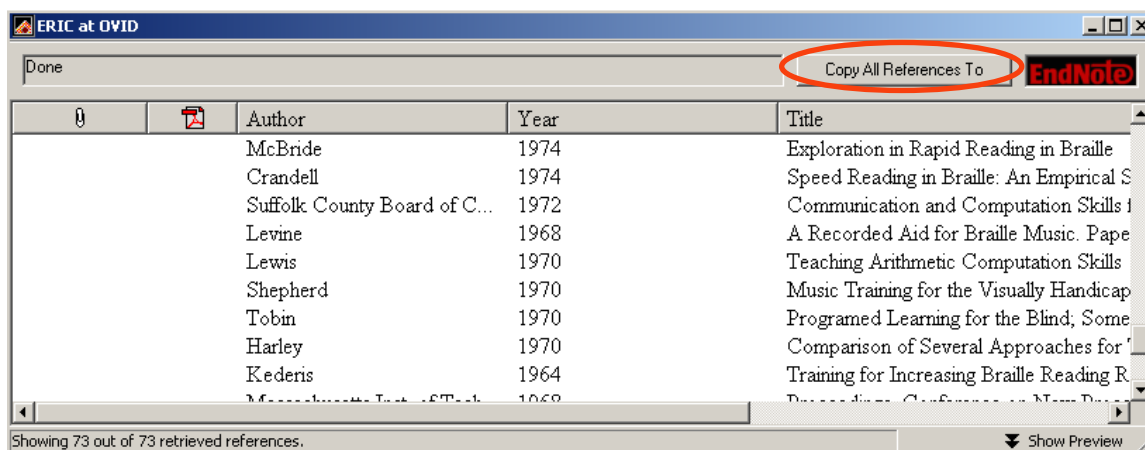 ERIC at OVID
Done Copy All References To EndNote
Author Year Title
McBride 1974 Exploration in Rapid Reading in Braille
Crandell 1974 Speed Reading in Braille: An Empirical S
Suffolk County Board of C... 1972 Communication and Computation Skills f
Levine 1968 A Recorded Aid for Braille Music. Pape
Lewis 1970 Teaching Arithmetic Computation Skills
Shepherd 1970 Music Training for the Visually Handicap
Tobin 1970 Programed Learning for the Blind; Some
Harley 1970 Comparison of Several Approaches for T
Kederis 1964 Training for Increasing Braille Reading R
Showing 73 out of 73 retrieved references. Show Preview